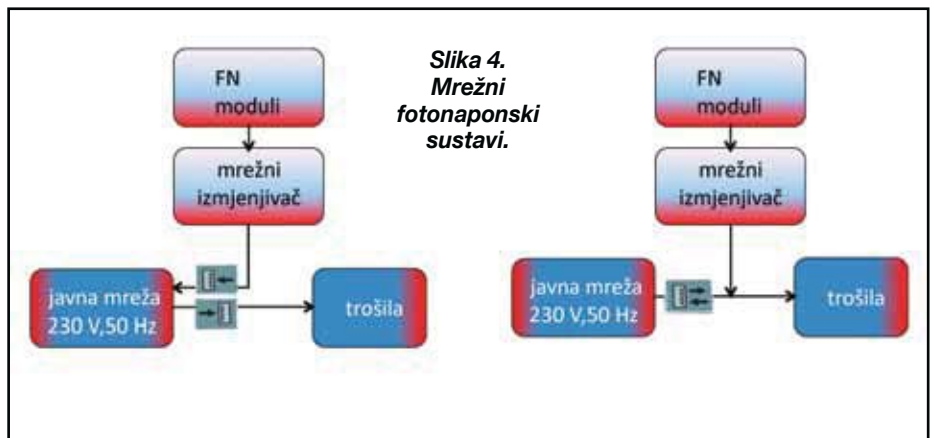 FN
moduli
mrežni
izmjenjivač
javna mreža
230 V,50 Hz
trošila
Slika 4.
Mrežni
fotonaponski
sustavi.
FN
moduli
mrežni
izmjenjivač
javna mreža
230 V,50 Hz
trošila